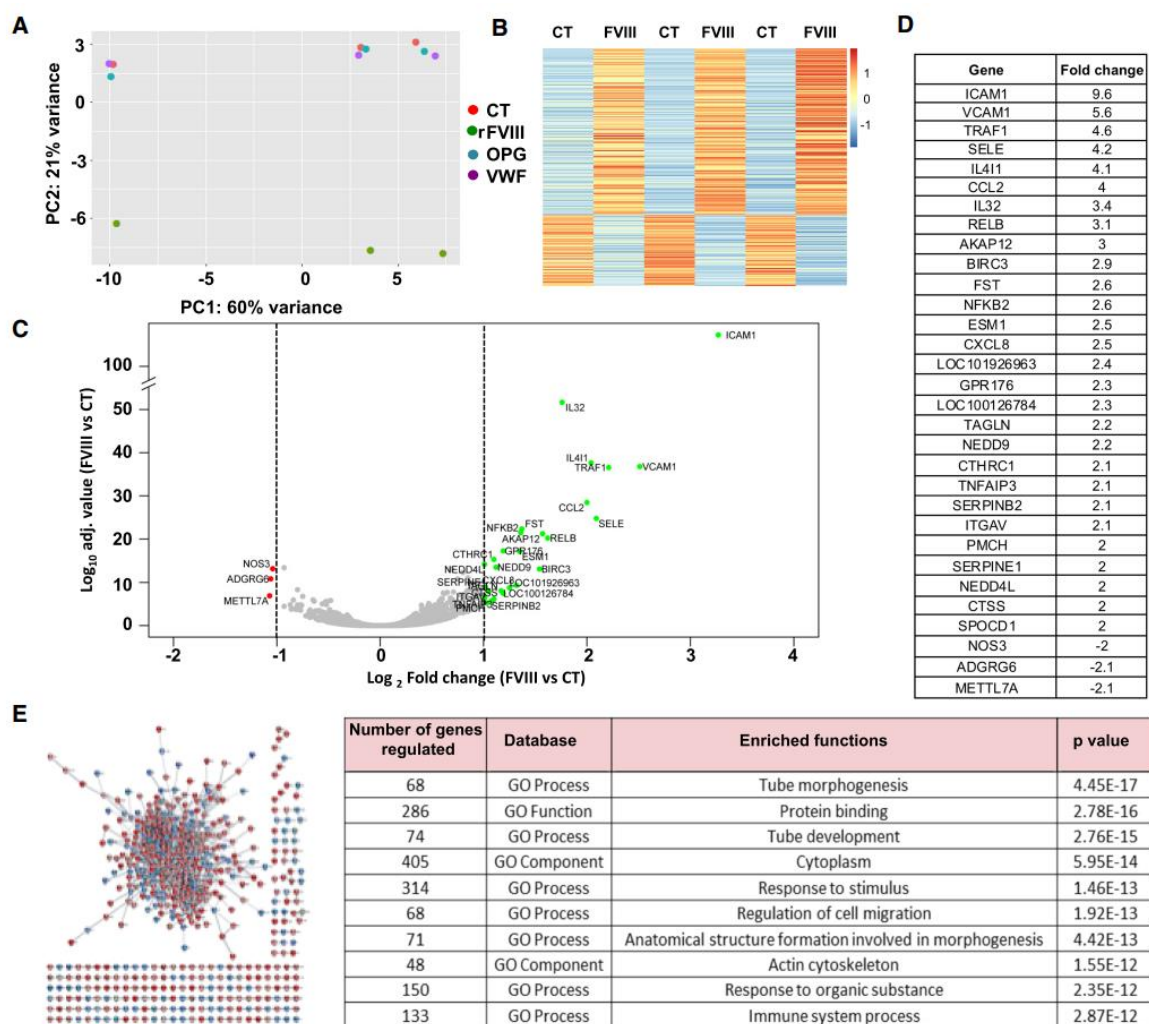 A
PC2: 21% variance
3
0
-3
-6
-10
-5
0
5
PC1: 60% variance
CT
rFVIII
OPG
VWF
B
CT FVIII CT FVIII CT FVIII
1
0
-1
C
Log10 adj. value (FVIII vs CT)
100
50
40
30
20
10
0
ICAM1
IL32
IL4I1
TRAF1
VCAM1
CCL2
SELE
NFKB2
FST
AKAP12
RELB
CTHRC1
GPR176
ESM1
NEDD4L
NEDD9
BIRC3
CXCL8
LOC101926963
TAGLN
LOC100126784
ITGAV
PMCH
SERPINB2
NOS3
ADGRG6
METTL7A
-2 -1 0 1 2 3 4
Log 2 Fold change (FVIII vs CT)
D
Gene Fold change
ICAM1 9.6
VCAM1 5.6
TRAF1 4.6
SELE 4.2
IL4I1 4.1
CCL2 4
IL32 3.4
RELB 3.1
AKAP12 3
BIRC3 2.9
FST 2.6
NFKB2 2.6
ESM1 2.5
CXCL8 2.5
LOC101926963 2.4
GPR176 2.3
LOC100126784 2.3
TAGLN 2.2
NEDD9 2.2
CTHRC1 2.1
TNFAIP3 2.1
SERPINB2 2.1
ITGAV 2.1
PMCH 2
SERPINE1 2
NEDD4L 2
CTSS 2
SPOCD1 2
NOS3 -2
ADGRG6 -2.1
METTL7A -2.1
E
Number of genes regulated Database Enriched functions p value
68 GO Process Tube morphogenesis 4.45E-17
286 GO Function Protein binding 2.78E-16
74 GO Process Tube development 2.76E-15
405 GO Component Cytoplasm 5.95E-14
314 GO Process Response to stimulus 1.46E-13
68 GO Process Regulation of cell migration 1.92E-13
71 GO Process Anatomical structure formation involved in morphogenesis 4.42E-13
48 GO Component Actin cytoskeleton 1.55E-12
150 GO Process Response to organic substance 2.35E-12
133 GO Process Immune system process 2.87E-12